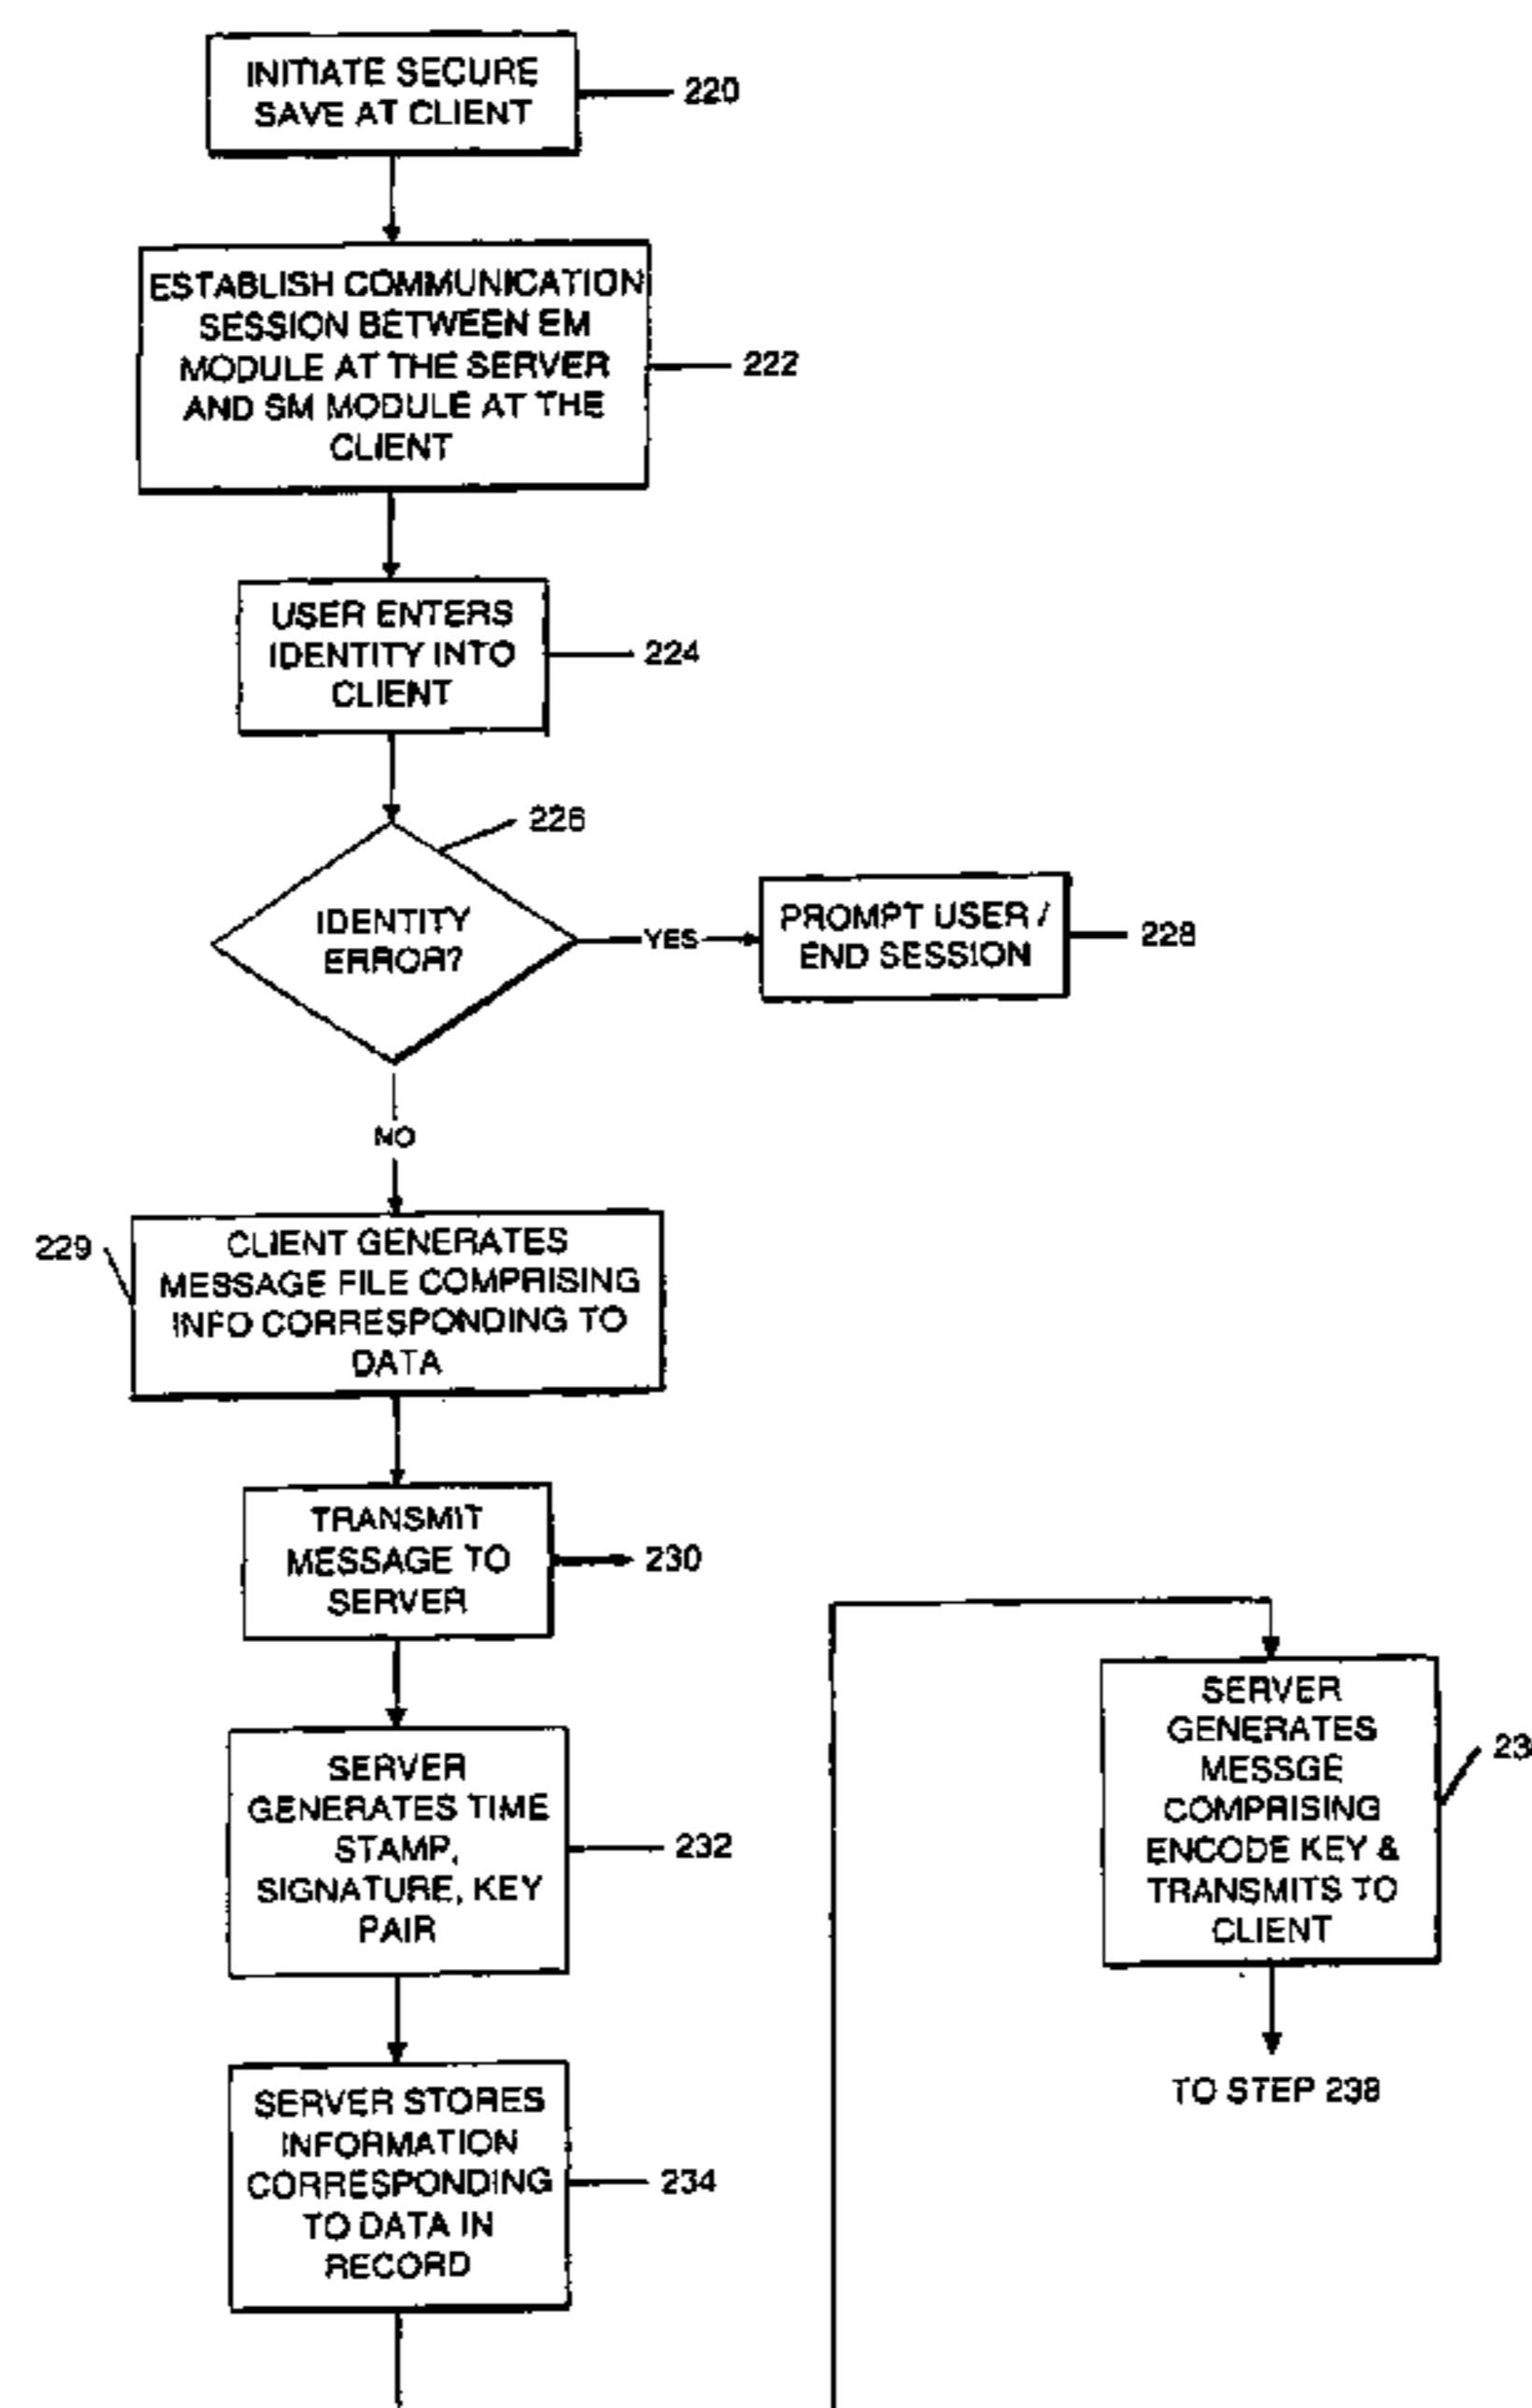 INITIATE SECURE
SAVE AT CLIENT
220
ESTABLISH COMMUNICATION
SESSION BETWEEN EM
MODULE AT THE SERVER
AND SM MODULE AT THE
CLIENT
222
USER ENTERS
IDENTITY INTO
CLIENT
224
226
IDENTITY
ERROR?
YES
PROMPT USER /
END SESSION
228
NO
229
CLIENT GENERATES
MESSAGE FILE COMPRISING
INFO CORRESPONDING TO
DATA
TRANSMIT
MESSAGE TO
SERVER
230
SERVER
GENERATES TIME
STAMP,
SIGNATURE, KEY
PAIR
232
SERVER STORES
INFORMATION
CORRESPONDING
TO DATA IN
RECORD
234
SERVER
GENERATES
MESSGE
COMPRISING
ENCODE KEY &
TRANSMITS TO
CLIENT
TO STEP 238